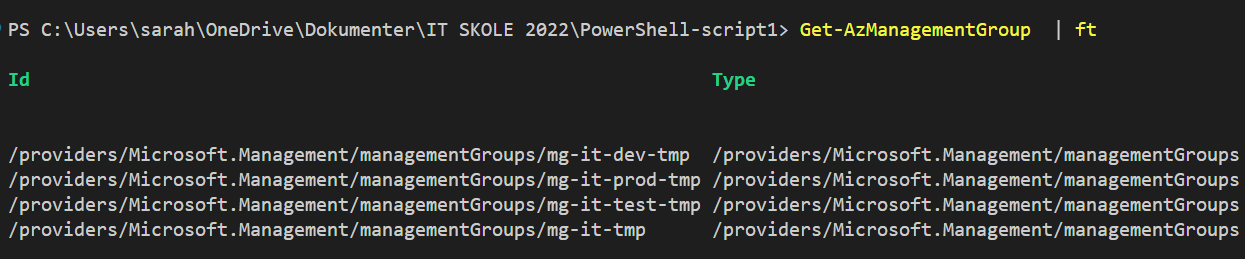 PS C:\Users\sarah\OneDrive\Dokumenter\IT SKOLE 2022\PowerShell-script1> Get-AzManagementGroup  | ft
Id Type
/providers/Microsoft.Management/managementGroups/mg-it-dev-tmp /providers/Microsoft.Management/managementGroups
/providers/Microsoft.Management/managementGroups/mg-it-prod-tmp /providers/Microsoft.Management/managementGroups
/providers/Microsoft.Management/managementGroups/mg-it-test-tmp /providers/Microsoft.Management/managementGroups
/providers/Microsoft.Management/managementGroups/mg-it-tmp /providers/Microsoft.Management/managementGroups